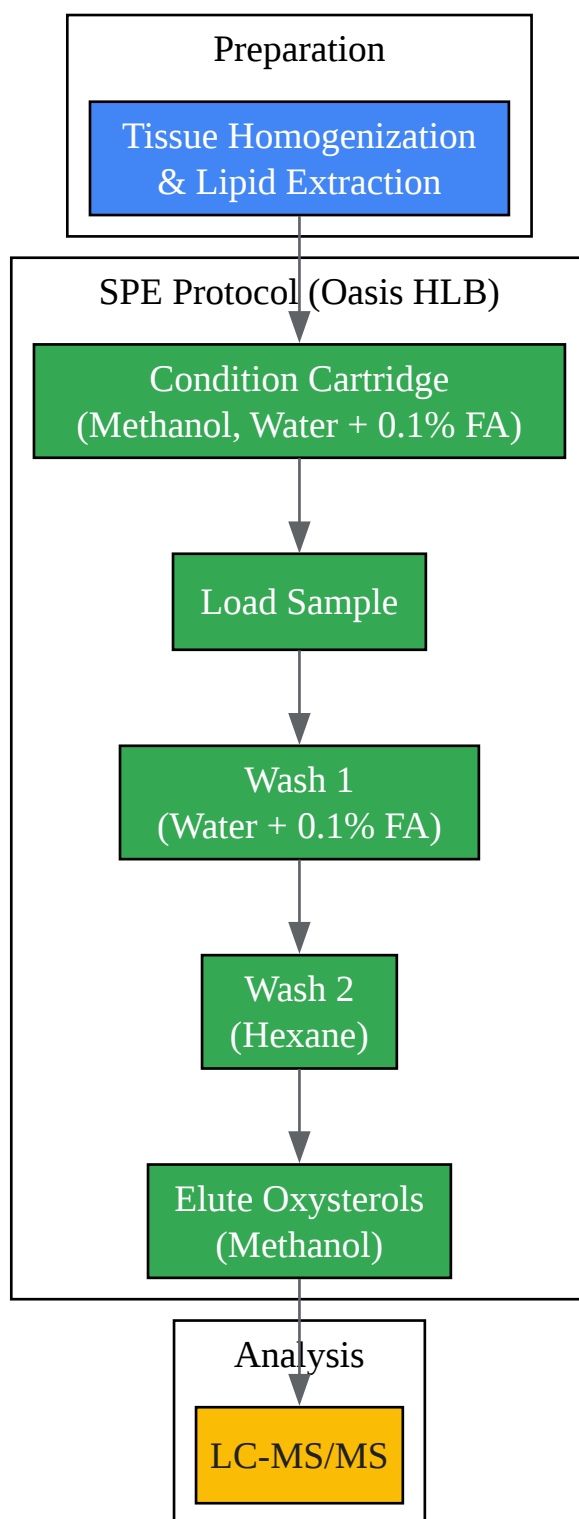 Preparation
Tissue Homogenization
& Lipid Extraction
SPE Protocol (Oasis HLB)
Condition Cartridge
(Methanol, Water + 0.1% FA)
Load Sample
Wash 1
(Water + 0.1% FA)
Wash 2
(Hexane)
Elute Oxysterols
(Methanol)
Analysis
LC-MS/MS